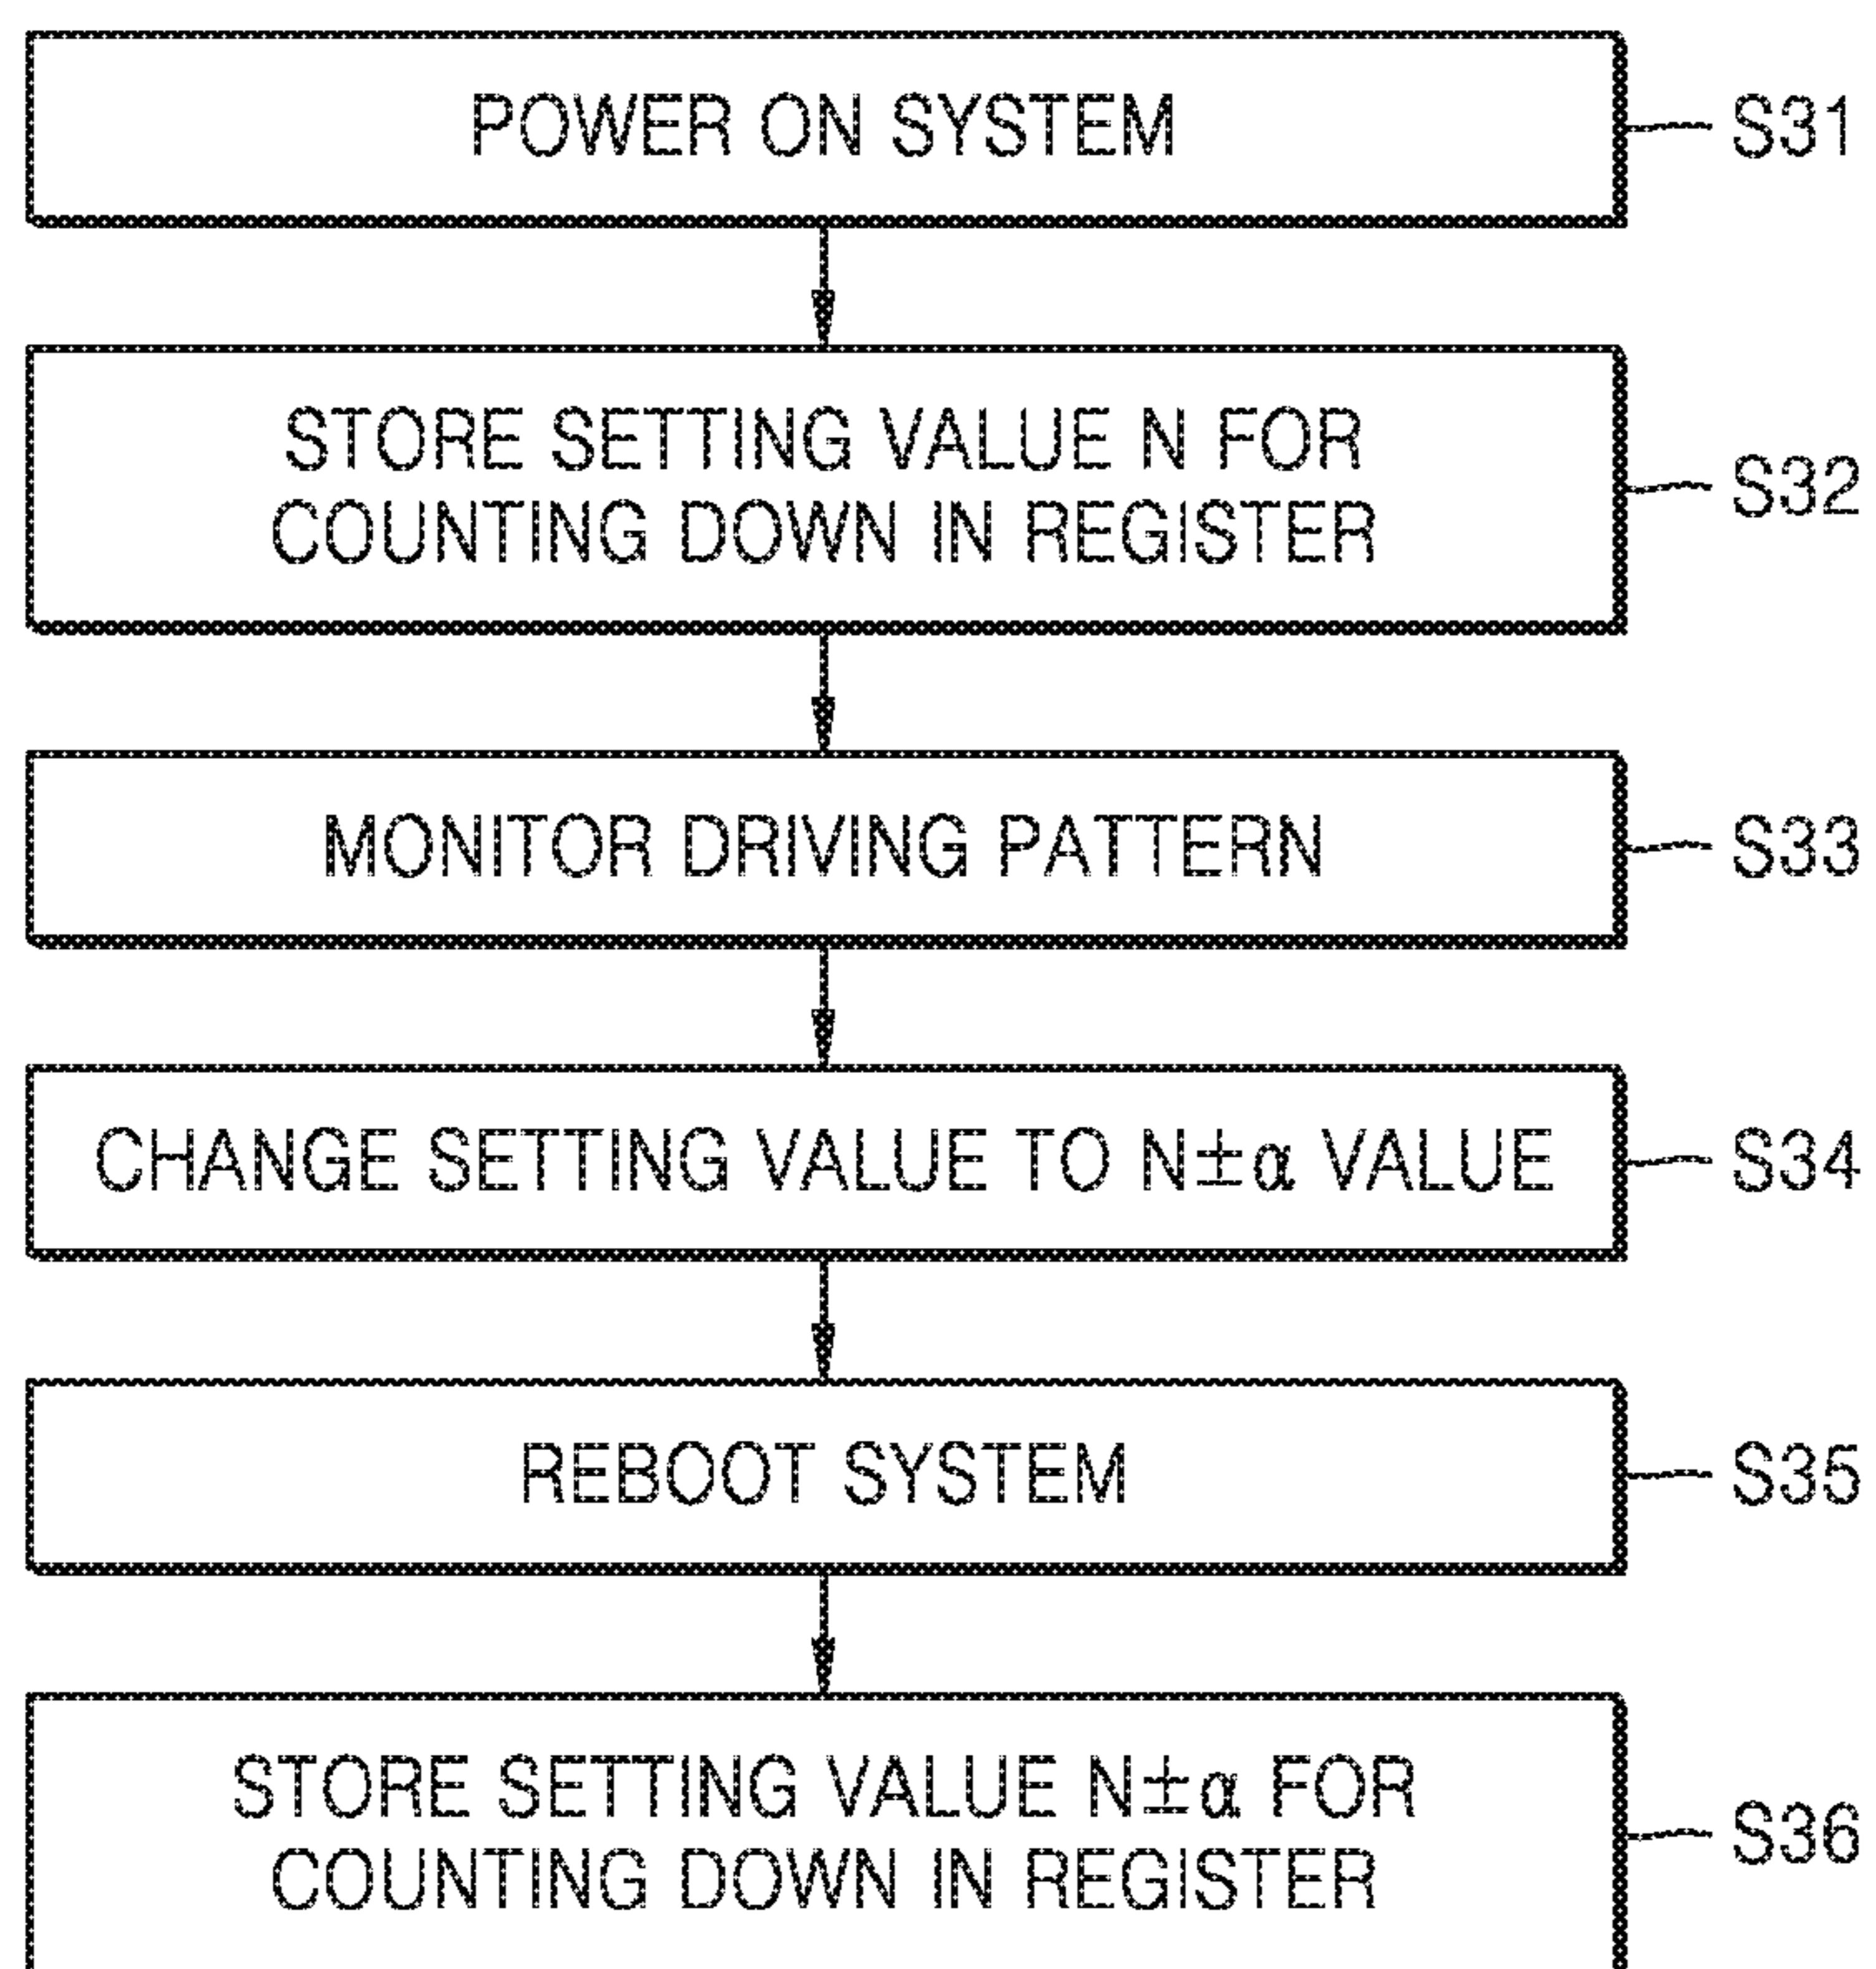 POWER ON SYSTEM
S31
STORE SETTING VALUE N FOR
COUNTING DOWN IN REGISTER
S32
MONITOR DRIVING PATTERN
S33
CHANGE SETTING VALUE TO N±α VALUE
S34
REBOOT SYSTEM
S35
STORE SETTING VALUE N±α FOR
COUNTING DOWN IN REGISTER
S36